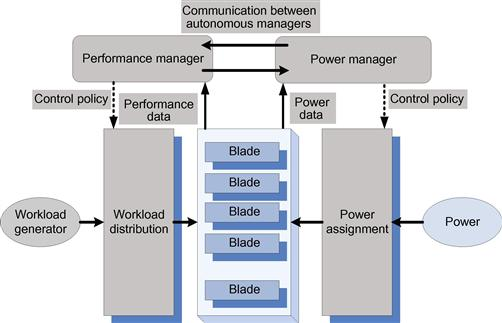 Communication between
autonomous managers
Performance manager
Power manager
Control policy
Performance
data
Power
data
Control policy
Blade
Blade
Blade
Blade
Blade
Workload
generator
Workload
distribution
Power
assignment
Power